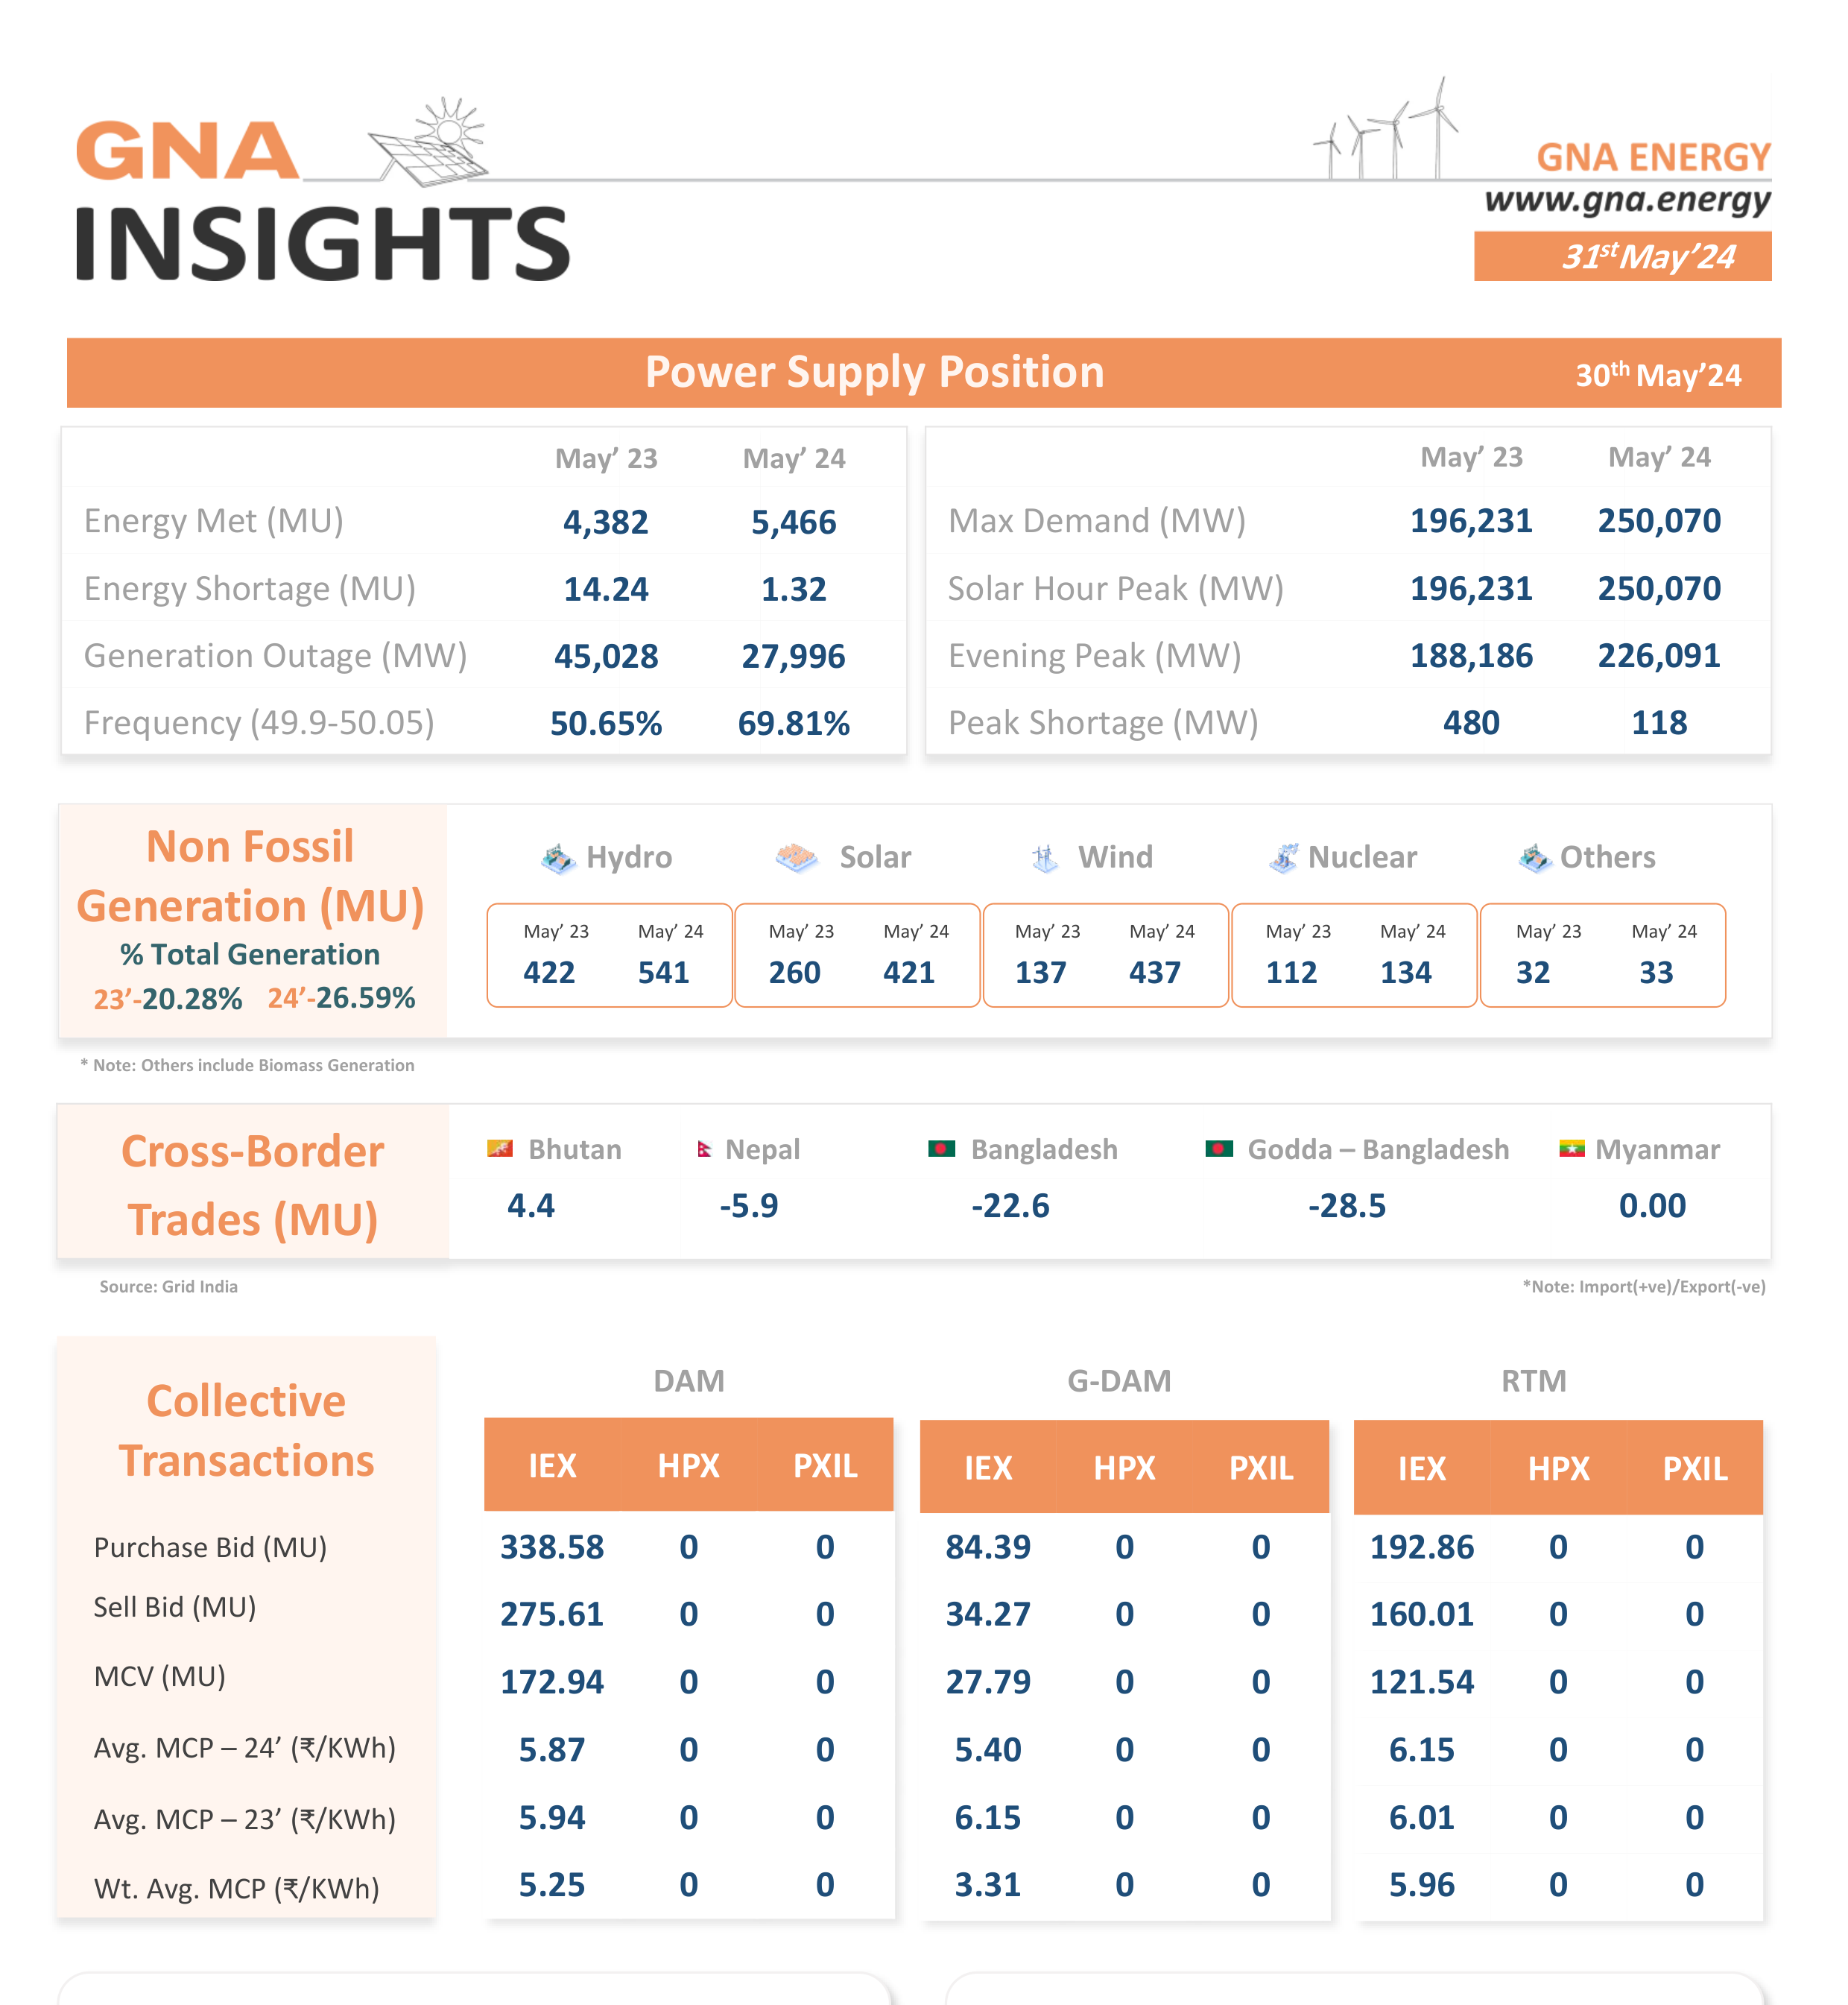 GNA
INSIGHTS
GNA ENERGY
www.gna.energy
31st May’24
Power Supply Position 30th May’24
May’ 23 May’ 24
Energy Met (MU) 4,382 5,466
Energy Shortage (MU) 14.24 1.32
Generation Outage (MW) 45,028 27,996
Frequency (49.9-50.05) 50.65% 69.81%
May’ 23 May’ 24
Max Demand (MW) 196,231 250,070
Solar Hour Peak (MW) 196,231 250,070
Evening Peak (MW) 188,186 226,091
Peak Shortage (MW) 480 118
Non Fossil
Generation (MU)
% Total Generation
23’-20.28% 24’-26.59%
Hydro Solar Wind Nuclear Others
May’ 23 May’ 24 May’ 23 May’ 24 May’ 23 May’ 24 May’ 23 May’ 24 May’ 23 May’ 24
422 541 260 421 137 437 112 134 32 33
* Note: Others include Biomass Generation
Cross-Border
Trades (MU)
Bhutan Nepal Bangladesh Godda – Bangladesh Myanmar
4.4 -5.9 -22.6 -28.5 0.00
Source: Grid India *Note: Import(+ve)/Export(-ve)
Collective
Transactions
DAM G-DAM RTM
IEX HPX PXIL IEX HPX PXIL IEX HPX PXIL
Purchase Bid (MU) 338.58 0 0 84.39 0 0 192.86 0 0
Sell Bid (MU) 275.61 0 0 34.27 0 0 160.01 0 0
MCV (MU) 172.94 0 0 27.79 0 0 121.54 0 0
Avg. MCP – 24’ (₹/KWh) 5.87 0 0 5.40 0 0 6.15 0 0
Avg. MCP – 23’ (₹/KWh) 5.94 0 0 6.15 0 0 6.01 0 0
Wt. Avg. MCP (₹/KWh) 5.25 0 0 3.31 0 0 5.96 0 0